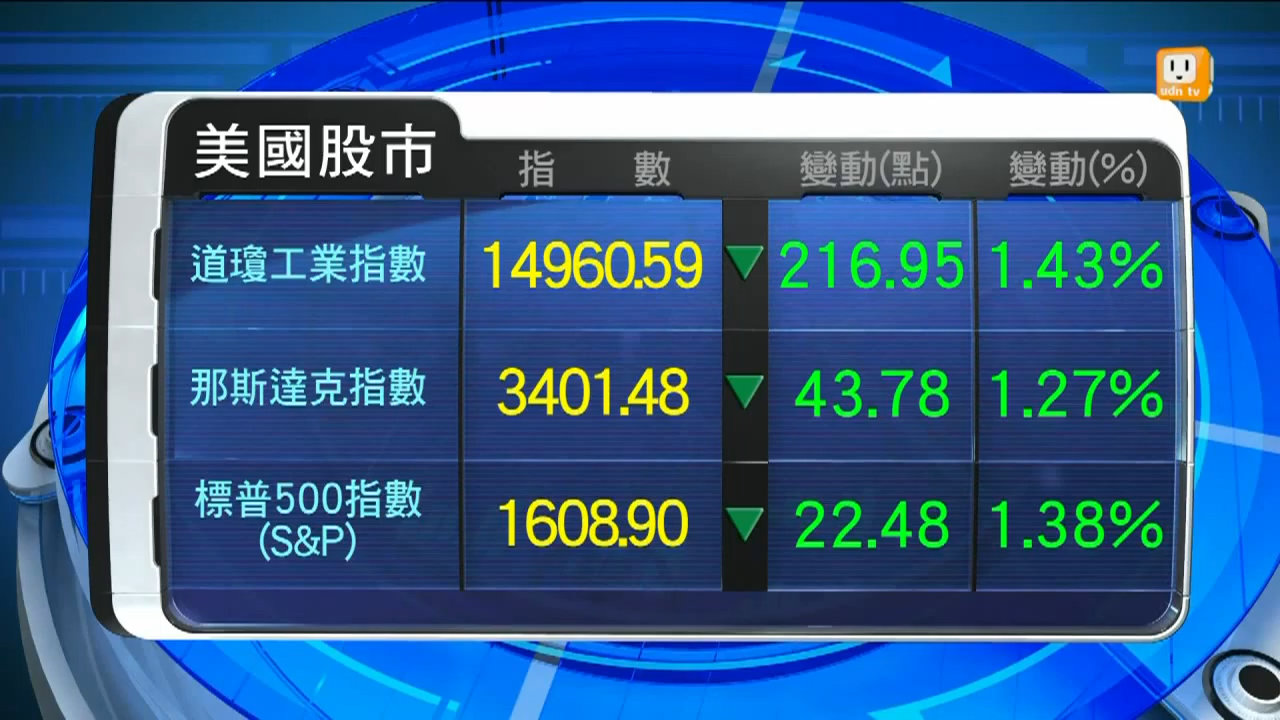 udn tv
美國股市 指數 變動(點) 變動(%)
道瓊工業指數 14960.59 ▼ 216.95 1.43%
那斯達克指數 3401.48 ▼ 43.78 1.27%
標普500指數
(S&P) 1608.90 ▼ 22.48 1.38%